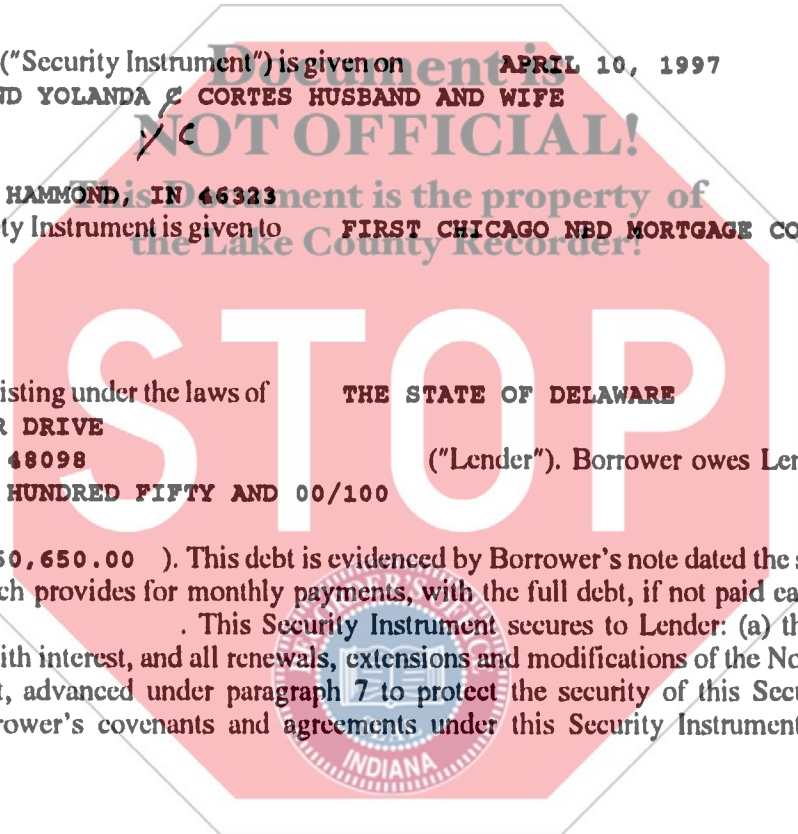 ("Security Instrument") is given on APRIL 10, 1997
ND YOLANDA C CORTES HUSBAND AND WIFE
Y C
HAMMOND, IN 46323
ty Instrument is given to FIRST CHICAGO NBD MORTGAGE CO
Document is
NOT OFFICIAL!
This Document is the property of
the Lake County Recorder!
STOP
isting under the laws of THE STATE OF DELAWARE
R DRIVE
48098 ("Lender"). Borrower owes Len
HUNDRED FIFTY AND 00/100
0,650.00 ). This debt is evidenced by Borrower's note dated the s
ch provides for monthly payments, with the full debt, if not paid ea
. This Security Instrument secures to Lender: (a) th
ith interest, and all renewals, extensions and modifications of the No
t, advanced under paragraph 7 to protect the security of this Secu
rower's covenants and agreements under this Security Instrument
INDIANA